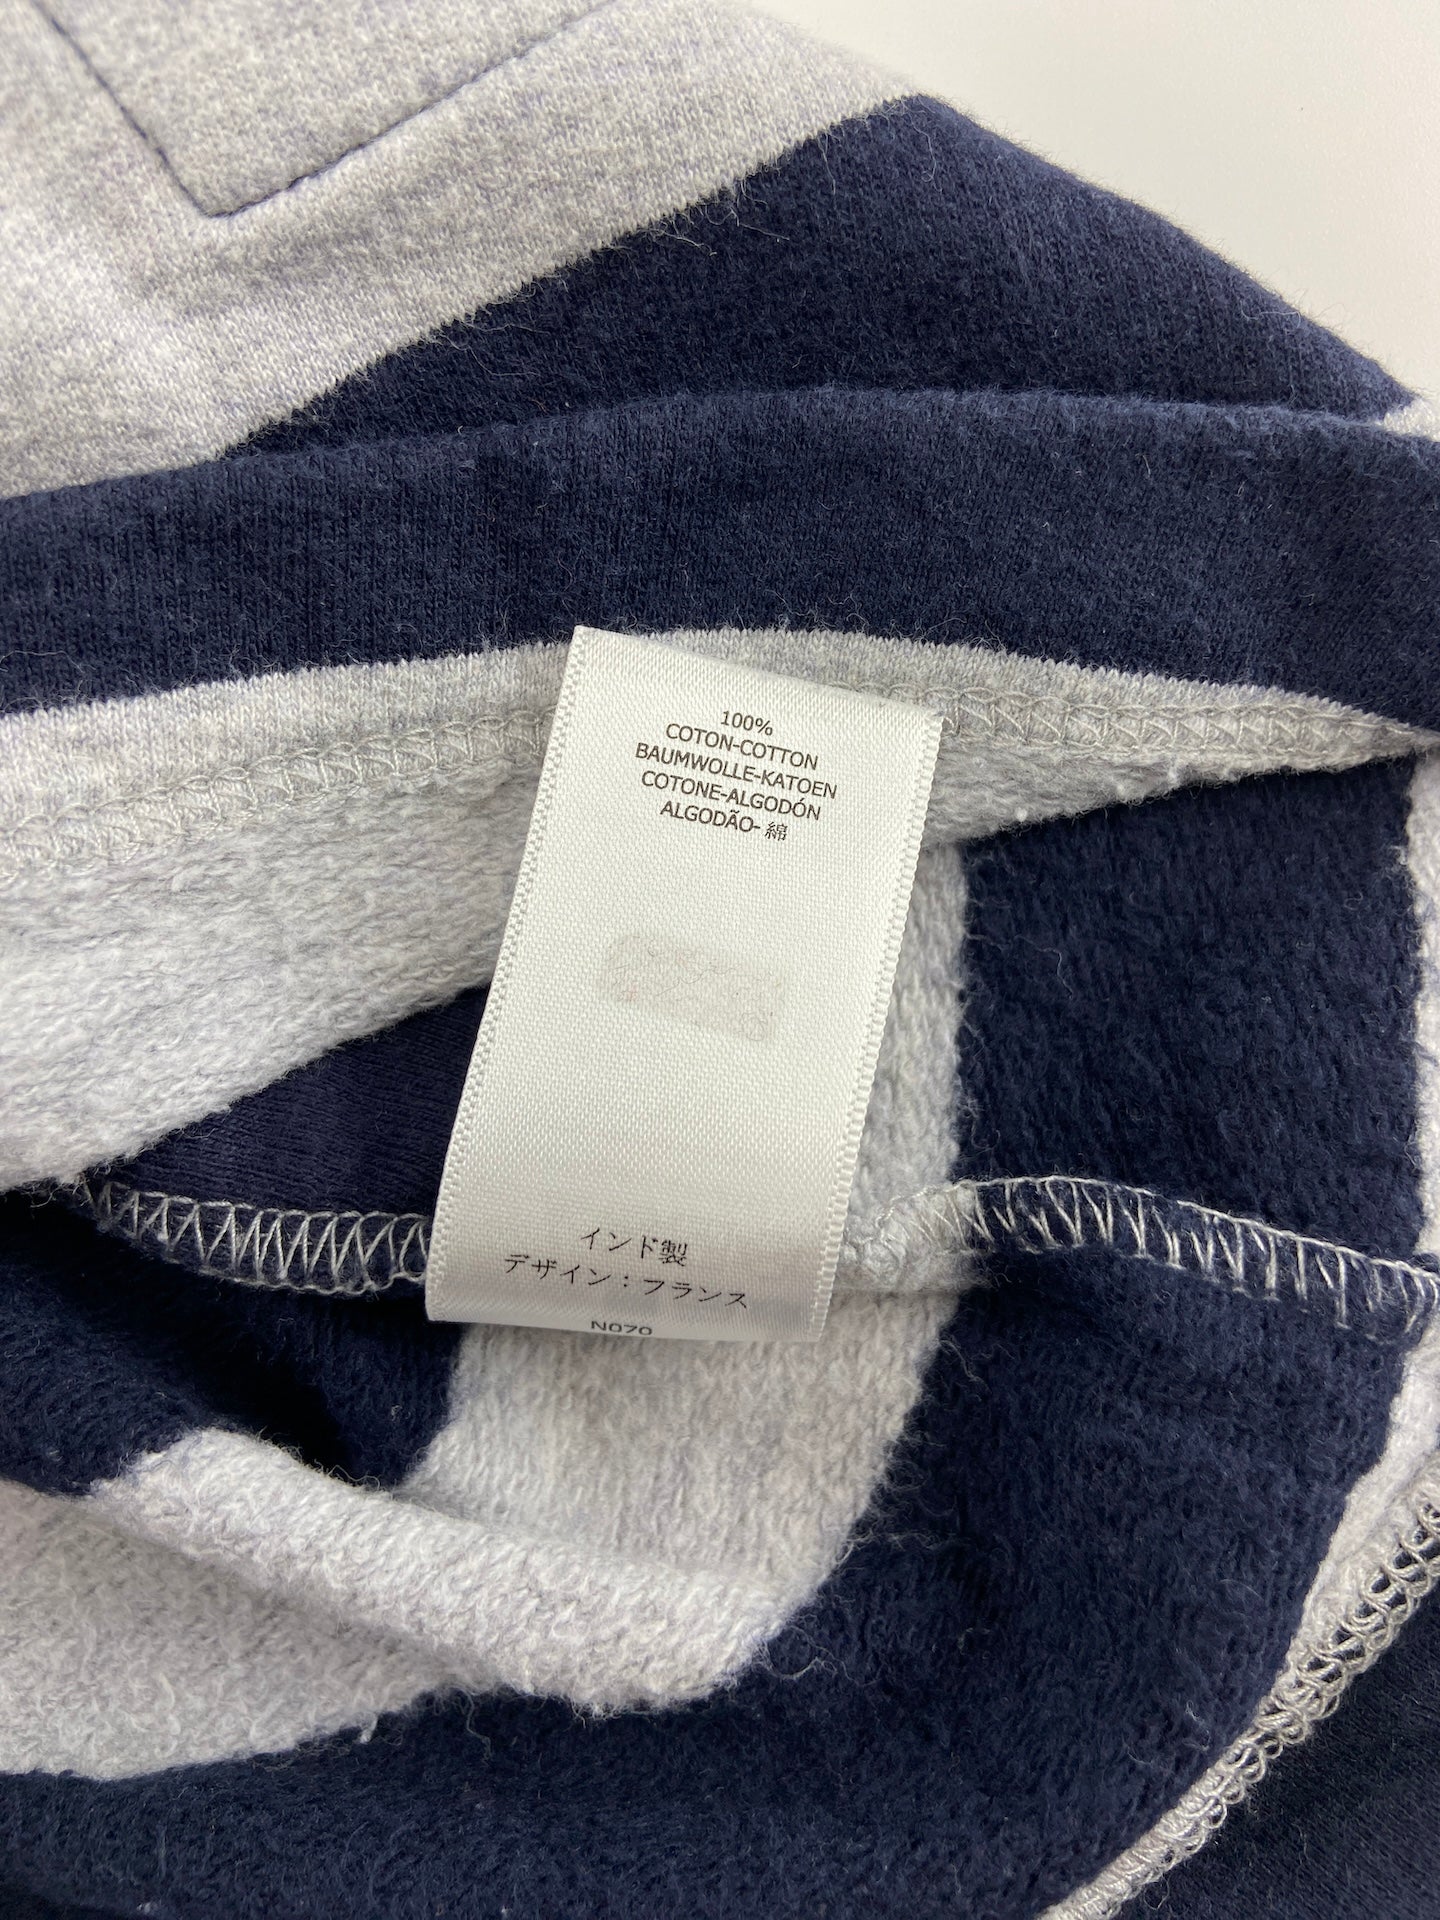 100%
COTON-COTTON
BAUMWOLLE-KATOEN
COTONE-ALGODÓN
ALGODÃO- 綿
インド製
デザイン：フランス
N070